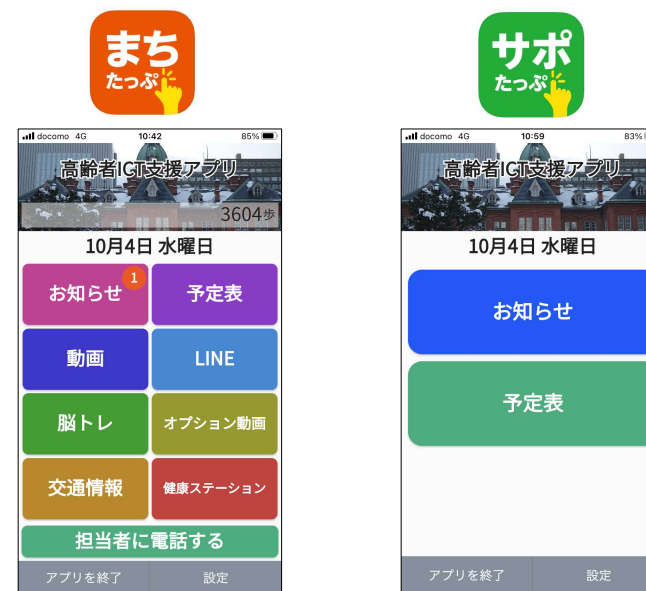 まち
たっぷ
docomo 4G 10:42 85%
高齢者ICT支援アプリ
3604歩
10月4日 水曜日
お知らせ 1
予定表
動画
LINE
脳トレ
オプション動画
交通情報
健康ステーション
担当者に電話する
アプリを終了
設定
サポ
たっぷ
docomo 4G 10:59 83%
高齢者ICT支援アプリ
10月4日 水曜日
お知らせ
予定表
アプリを終了
設定